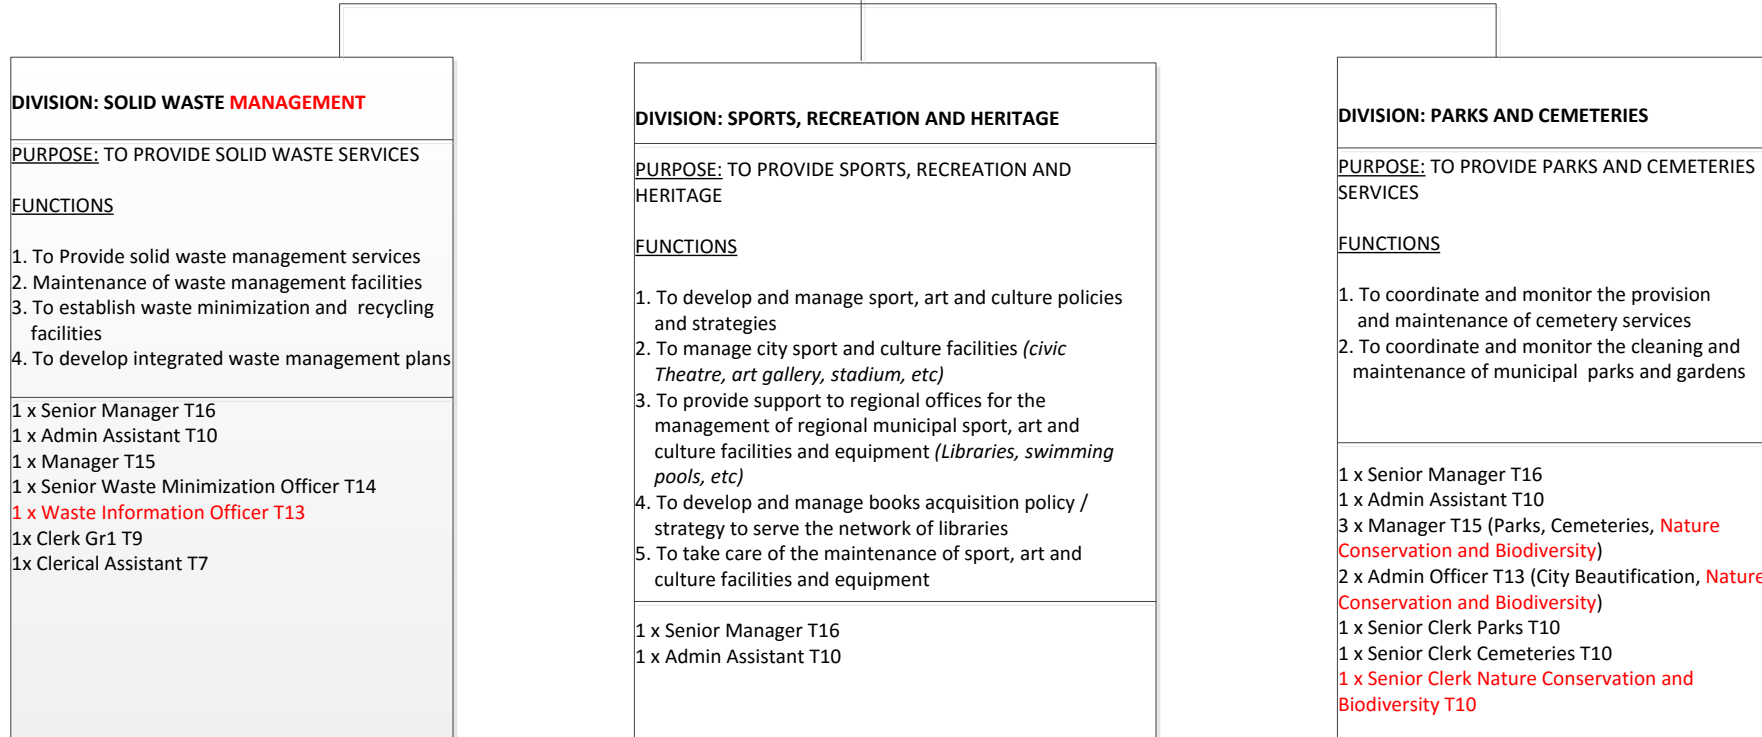 DIVISION: SOLID WASTE MANAGEMENT
PURPOSE: TO PROVIDE SOLID WASTE SERVICES
FUNCTIONS
1. To Provide solid waste management services
2. Maintenance of waste management facilities
3. To establish waste minimization and recycling
facilities
4. To develop integrated waste management plans
1 x Senior Manager T16
1 x Admin Assistant T10
1 x Manager T15
1 x Senior Waste Minimization Officer T14
1 x Waste Information Officer T13
1x Clerk Gr1 T9
1x Clerical Assistant T7
DIVISION: SPORTS, RECREATION AND HERITAGE
PURPOSE: TO PROVIDE SPORTS, RECREATION AND
HERITAGE
FUNCTIONS
1. To develop and manage sport, art and culture policies
and strategies
2. To manage city sport and culture facilities (civic
Theatre, art gallery, stadium, etc)
3. To provide support to regional offices for the
management of regional municipal sport, art and
culture facilities and equipment (Libraries, swimming
pools, etc)
4. To develop and manage books acquisition policy /
strategy to serve the network of libraries
5. To take care of the maintenance of sport, art and
culture facilities and equipment
1 x Senior Manager T16
1 x Admin Assistant T10
DIVISION: PARKS AND CEMETERIES
PURPOSE: TO PROVIDE PARKS AND CEMETERIES
SERVICES
FUNCTIONS
1. To coordinate and monitor the provision
and maintenance of cemetery services
2. To coordinate and monitor the cleaning and
maintenance of municipal parks and gardens
1 x Senior Manager T16
1 x Admin Assistant T10
3 x Manager T15 (Parks, Cemeteries, Nature
Conservation and Biodiversity)
2 x Admin Officer T13 (City Beautification, Nature
Conservation and Biodiversity)
1 x Senior Clerk Parks T10
1 x Senior Clerk Cemeteries T10
1 x Senior Clerk Nature Conservation and
Biodiversity T10